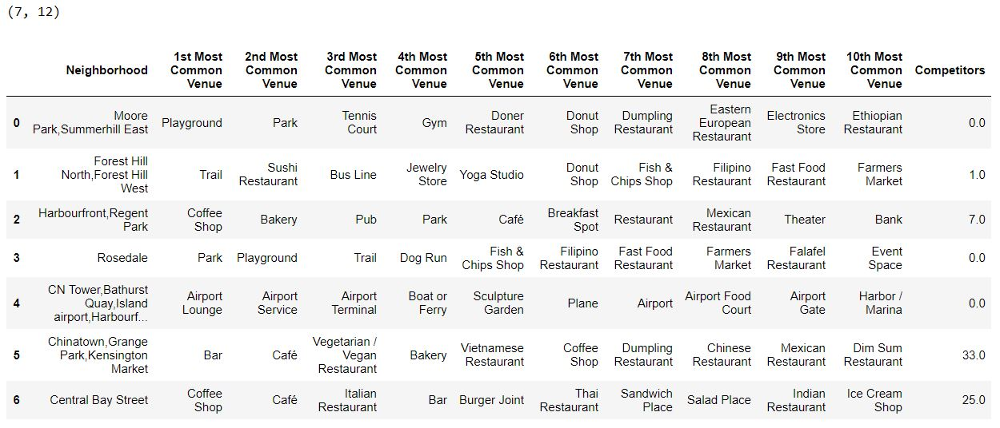 (7, 12)
Neighborhood 1st Most Common Venue 2nd Most Common Venue 3rd Most Common Venue 4th Most Common Venue 5th Most Common Venue 6th Most Common Venue 7th Most Common Venue 8th Most Common Venue 9th Most Common Venue 10th Most Common Venue Competitors
0 Moore Park,Summerhill East Playground Park Tennis Court Gym Doner Restaurant Donut Shop Dumpling Restaurant Eastern European Restaurant Electronics Store Ethiopian Restaurant 0.0
1 Forest Hill North,Forest Hill West Trail Sushi Restaurant Bus Line Jewelry Store Yoga Studio Donut Shop Fish & Chips Shop Filipino Restaurant Fast Food Restaurant Farmers Market 1.0
2 Harbourfront,Regent Park Coffee Shop Bakery Pub Park Café Breakfast Spot Restaurant Mexican Restaurant Theater Bank 7.0
3 Rosedale Park Playground Trail Dog Run Fish & Chips Shop Filipino Restaurant Fast Food Restaurant Farmers Market Falafel Restaurant Event Space 0.0
4 CN Tower,Bathurst Quay,Island airport,Harbourf... Airport Lounge Airport Service Airport Terminal Boat or Ferry Sculpture Garden Plane Airport Airport Food Court Airport Gate Harbor / Marina 0.0
5 Chinatown,Grange Park,Kensington Market Bar Café Vegetarian / Vegan Restaurant Bakery Vietnamese Restaurant Coffee Shop Dumpling Restaurant Chinese Restaurant Mexican Restaurant Dim Sum Restaurant 33.0
6 Central Bay Street Coffee Shop Café Italian Restaurant Bar Burger Joint Thai Restaurant Sandwich Place Salad Place Indian Restaurant Ice Cream Shop 25.0